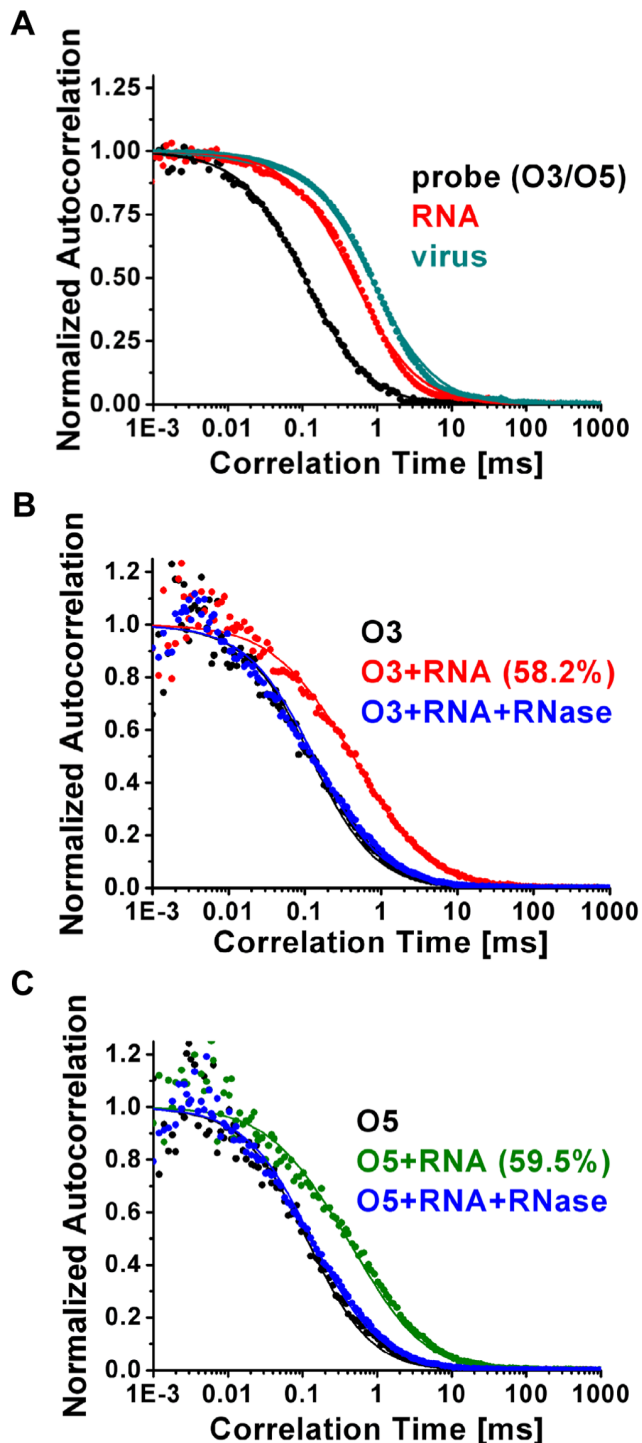 A
Normalized Autocorrelation
1.25
1.00
0.75
0.50
0.25
0.00
probe (O3/O5)
RNA
virus
1E-3 0.01 0.1 1 10 100 1000
Correlation Time [ms]
B
Normalized Autocorrelation
1.2
1.0
0.8
0.6
0.4
0.2
0.0
O3
O3+RNA (58.2%)
O3+RNA+RNase
1E-3 0.01 0.1 1 10 100 1000
Correlation Time [ms]
C
Normalized Autocorrelation
1.2
1.0
0.8
0.6
0.4
0.2
0.0
O5
O5+RNA (59.5%)
O5+RNA+RNase
1E-3 0.01 0.1 1 10 100 1000
Correlation Time [ms]